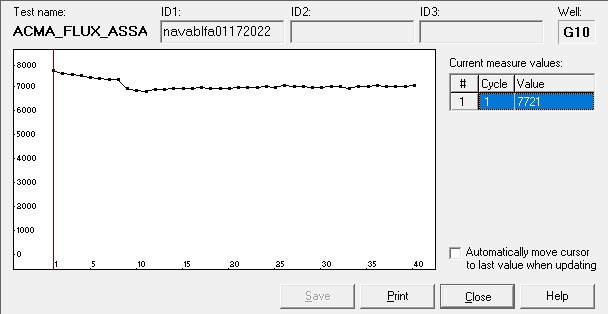 Test name: ID1: ID2: ID3: Well:
ACMA_FLUX_ASSA navablfa01172022 G10
Current measure values:
# Cycle Value
1 1 7721
8000
7000
6000
5000
4000
3000
2000
1000
0
1 5 10 15 20 25 30 35 40
Automatically move cursor
to last value when updating
Save Print Close Help